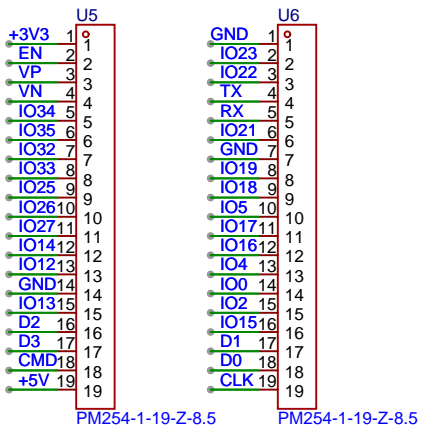 U5
+3V3 1 1
EN 2 2
VP 3 3
VN 4 4
IO34 5 5
IO35 6 6
IO32 7 7
IO33 8 8
IO25 9 9
IO26 10 10
IO27 11 11
IO14 12 12
IO12 13 13
GND 14 14
IO13 15 15
D2 16 16
D3 17 17
CMD 18 18
+5V 19 19
PM254-1-19-Z-8.5
U6
GND 1 1
IO23 2 2
IO22 3 3
TX 4 4
RX 5 5
IO21 6 6
GND 7 7
IO19 8 8
IO18 9 9
IO5 10 10
IO17 11 11
IO16 12 12
IO4 13 13
IO0 14 14
IO2 15 15
IO15 16 16
D1 17 17
D0 18 18
CLK 19 19
PM254-1-19-Z-8.5